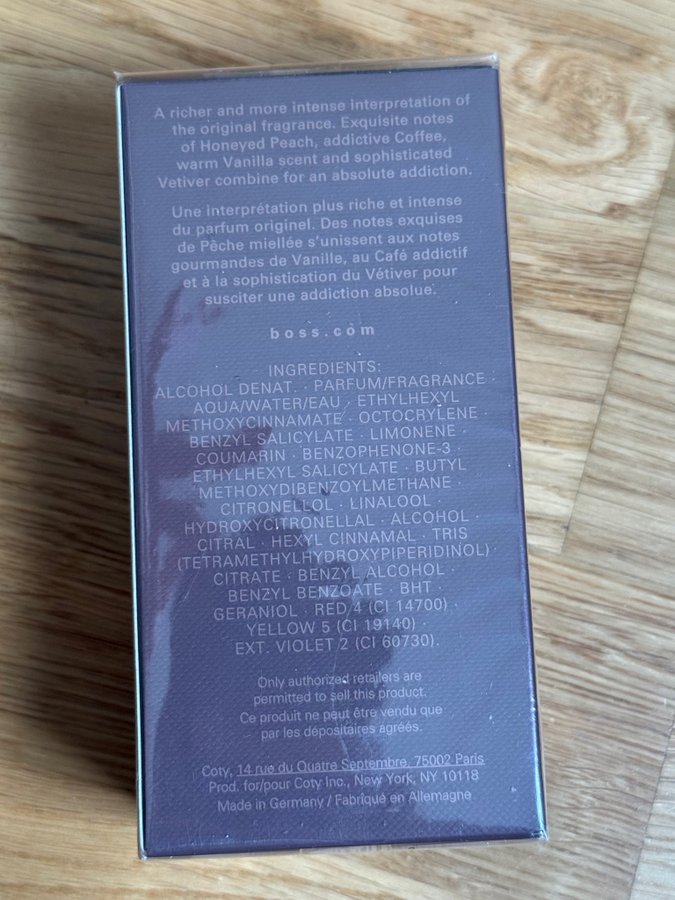 A richer and more intense interpretation of
the original fragrance. Exquisite notes
of Honeyed Peach, addictive Coffee,
warm Vanilla scent and sophisticated
Vetiver combine for an absolute addiction.
Une interprétation plus riche et intense
du parfum originel. Des notes exquises
de Pêche miellée s'unissent aux notes
gourmandes de Vanille, au Café addictif
et à la sophistication du Vétiver pour
susciter une addiction absolue.
boss.com
INGREDIENTS:
ALCOHOL DENAT. · PARFUM/FRAGRANCE ·
AQUA/WATER/EAU · ETHYLHEXYL
METHOXYCINNAMATE · OCTOCRYLENE ·
BENZYL SALICYLATE · LIMONENE ·
COUMARIN · BENZOPHENONE-3 ·
ETHYLHEXYL SALICYLATE · BUTYL
METHOXYDIBENZOYLMETHANE ·
CITRONELLOL · LINALOOL ·
HYDROXYCITRONELLAL · ALCOHOL ·
CITRAL · HEXYL CINNAMAL · TRIS
(TETRAMETHYLHYDROXYPIPERIDINOL)
CITRATE · BENZYL ALCOHOL ·
BENZYL BENZOATE · BHT ·
GERANIOL · RED 4 (CI 14700) ·
YELLOW 5 (CI 19140) ·
EXT. VIOLET 2 (CI 60730).
Only authorized retailers are
permitted to sell this product.
Ce produit ne peut être vendu que
par les dépositaires agréés.
Coty, 14 rue du Quatre Septembre, 75002 Paris
Prod. for/pour Coty Inc., New York, NY 10118
Made in Germany / Fabriqué en Allemagne